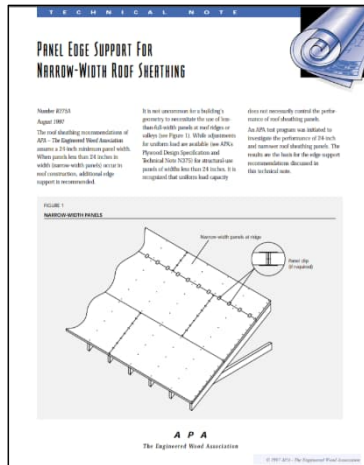 TECHNICAL NOTE
PANEL EDGE SUPPORT FOR
NARROW-WIDTH ROOF SHEATHING
Number R275B
August 1997
The roof sheathing recommendations of
APA – The Engineered Wood Association
assume a 24 inch minimum panel width.
When panels less than 24 inches in
width (narrow-width panels) occur in
roof construction, additional edge
support is recommended.
It is not uncommon for a building's
geometry to necessitate the use of less-
than-full-width panels at roof ridges or
valleys (see Figure 1). While adjustments
for uniform load are available (see APA's
Plywood Design Specification and
Technical Note N375) for structural-use
panels of widths less than 24 inches, it is
recognized that uniform load capacity
does not necessarily control the perfor-
mance of roof sheathing panels.
An APA test program was initiated to
investigate the performance of 24-inch
and narrower roof sheathing panels. The
results are the basis for the edge support
recommendations discussed in
this technical note.
FIGURE 1
NARROW-WIDTH PANELS
Narrow-width panels at ridge
Panel clip
(if required)
A P A
The Engineered Wood Association
© 1997 APA - The Engineered Wood Association